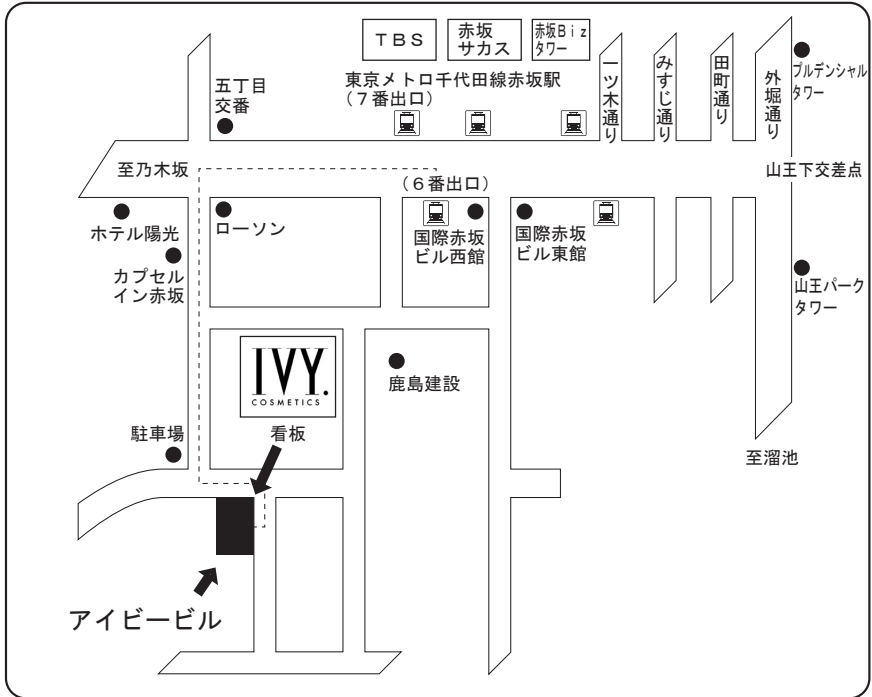 TBS
赤坂
サカス
赤坂Biz
タワー
東京メトロ千代田線赤坂駅
(7番出口)
五丁目
交番
一ツ木通り
みすじ通り
田町通り
外堀通り
プルデンシャル
タワー
至乃木坂
山王下交差点
(6番出口)
ホテル陽光
ローソン
国際赤坂
ビル西館
国際赤坂
ビル東館
カプセル
イン赤坂
山王パーク
タワー
IVY.
COSMETICS
鹿島建設
駐車場
看板
至溜池
アイビービル